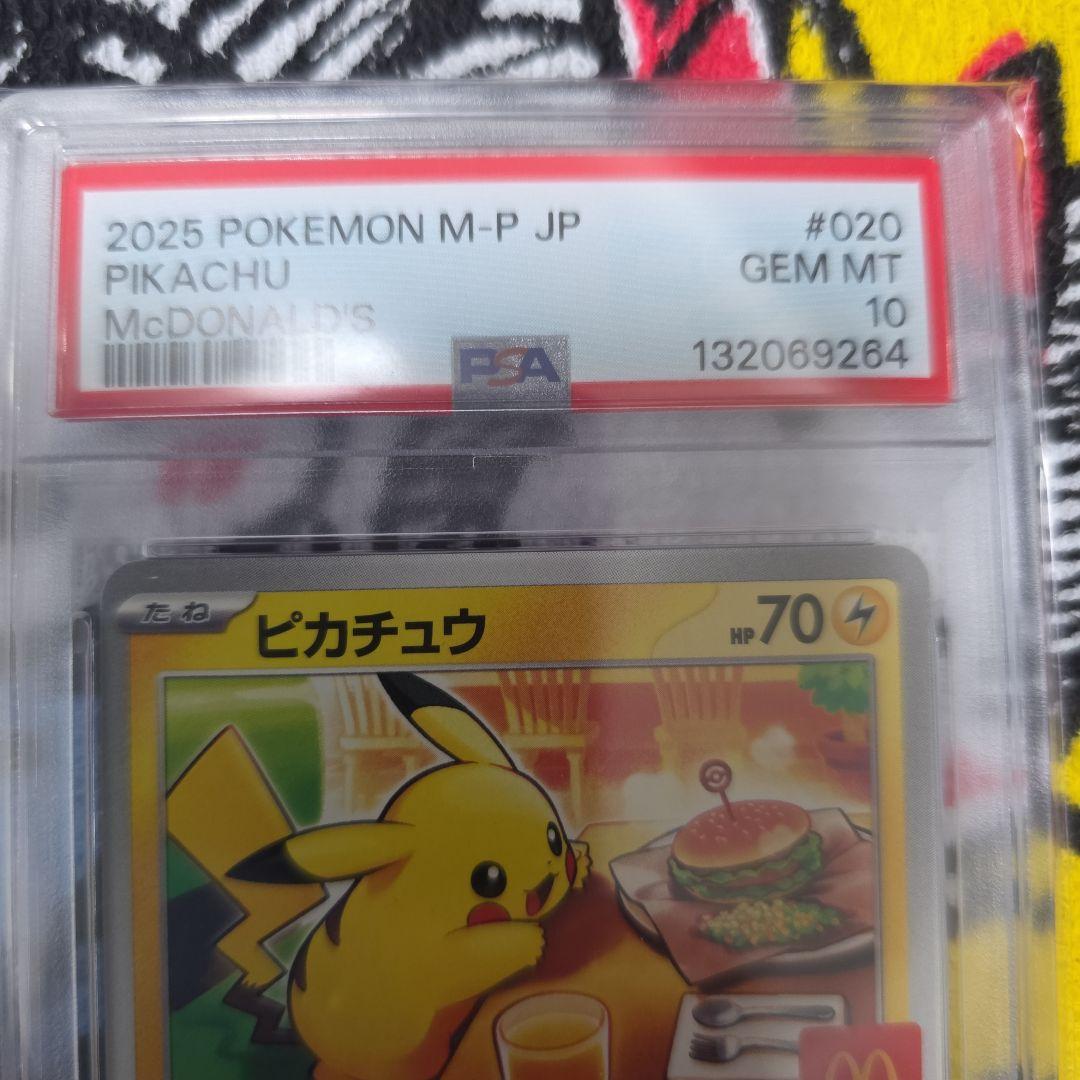 2025 POKEMON M-P JP #020
PIKACHU GEM MT
McDONALD'S 10
PSA 132069264
たね ピカチュウ HP70